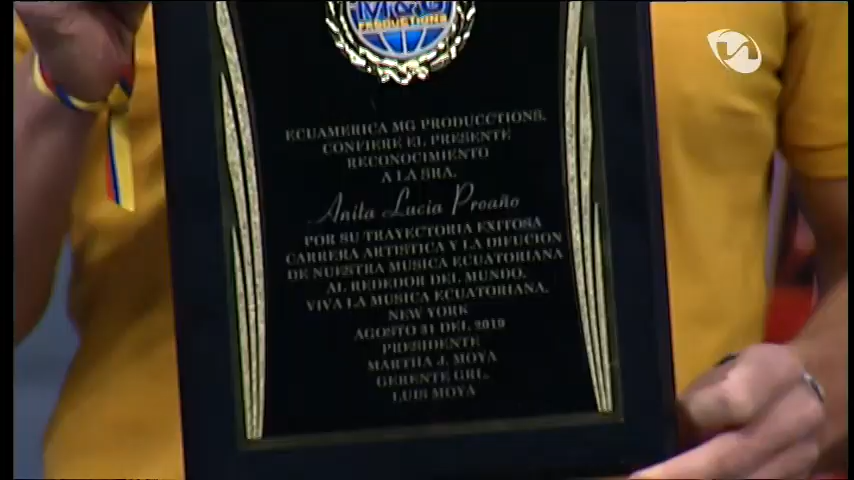 M&G
PRODUCTIONS
ECUAMERICA MG PRODUCCTIONS.
CONFIERE EL PRESENTE
RECONOCIMIENTO
A LA SRA.
Anita Lucia Proaño
POR SU TRAYECTORIA EXITOSA
CARRERA ARTISTICA Y LA DIFUCION
DE NUESTRA MUSICA ECUATORIANA
AL REDEDOR DEL MUNDO.
VIVA LA MUSICA ECUATORIANA.
NEW YORK
AGOSTO 31 DEL 2019
PRESIDENTE
MARTHA J. MOYA
GERENTE GRL.
LUIS MOYA